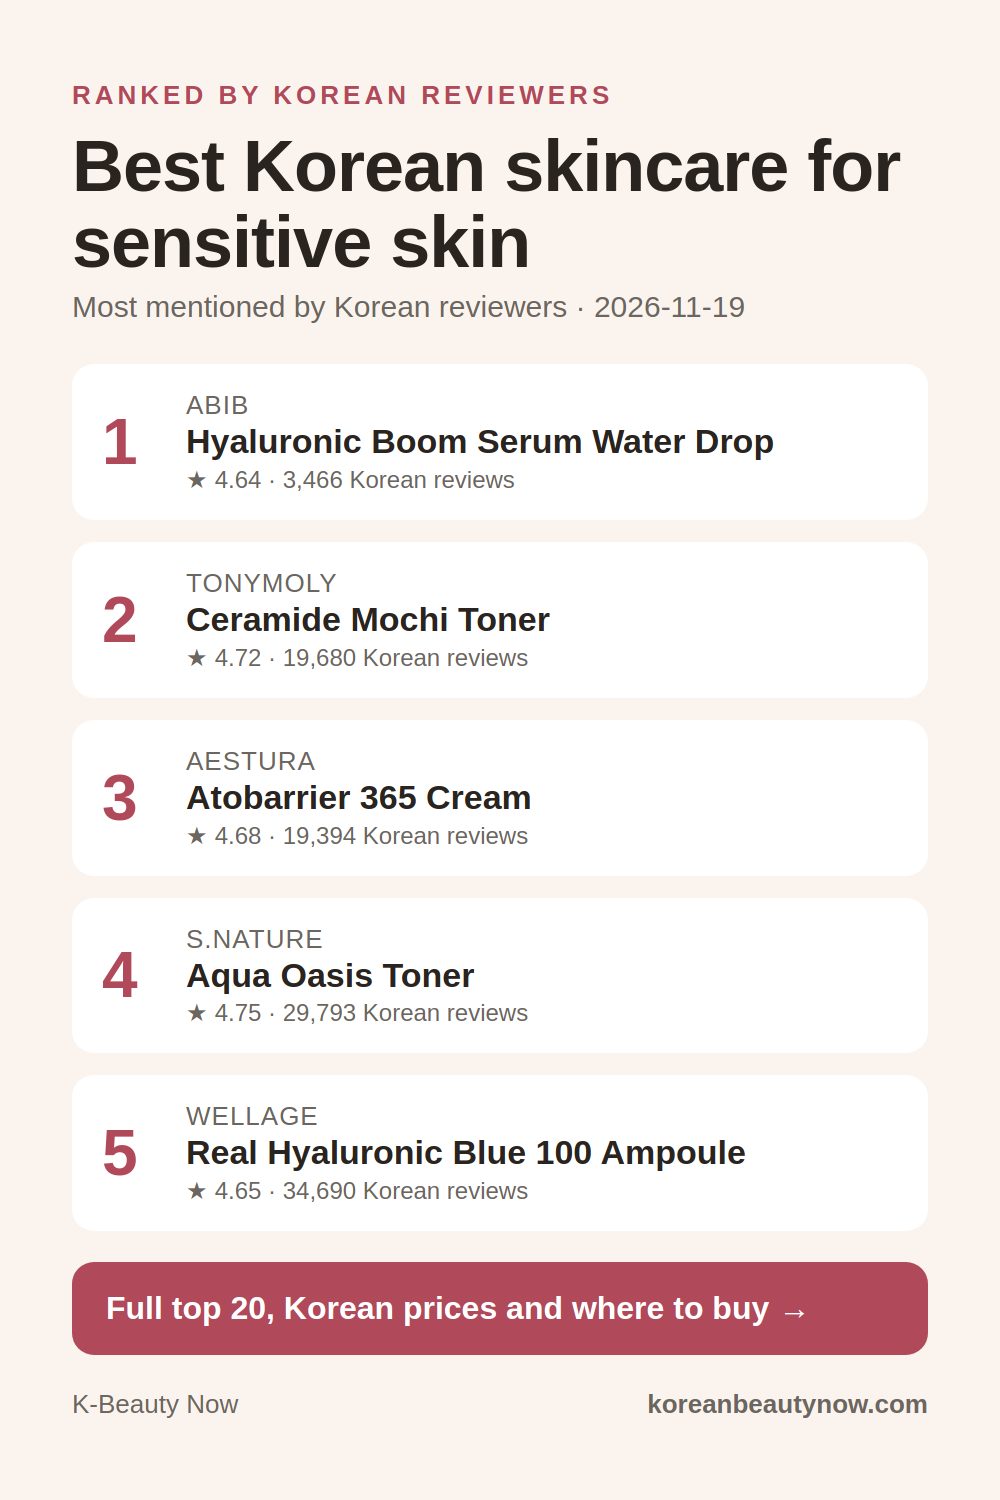 RANKED BY KOREAN REVIEWERS
Best Korean skincare for
sensitive skin
Most mentioned by Korean reviewers · 2026-11-19
1
ABIB
Hyaluronic Boom Serum Water Drop
★ 4.64 · 3,466 Korean reviews
2
TONYMOLY
Ceramide Mochi Toner
★ 4.72 · 19,680 Korean reviews
3
AESTURA
Atobarrier 365 Cream
★ 4.68 · 19,394 Korean reviews
4
S.NATURE
Aqua Oasis Toner
★ 4.75 · 29,793 Korean reviews
5
WELLAGE
Real Hyaluronic Blue 100 Ampoule
★ 4.65 · 34,690 Korean reviews
Full top 20, Korean prices and where to buy →
K-Beauty Now
koreanbeautynow.com